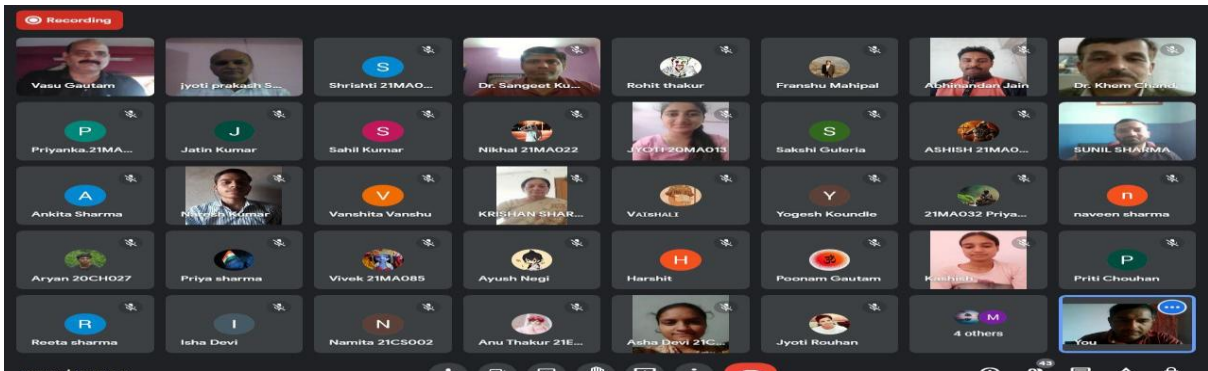 Recording
Vasu Gautam
jyoti prakash S...
S
Shrishti 21MA0...
Dr. Sangeet Ku...
Rohit thakur
Franshu Mahipal
Abhinandan Jain
Dr. Khem Chand
P
Priyanka.21MA...
J
Jatin Kumar
S
Sahil Kumar
Nikhal 21MA022
JYOTI 20MA013
S
Sakshi Guleria
ASHISH 21MA0...
SUNIL SHARMA
A
Ankita Sharma
Naresh Kumar
V
Vanshita Vanshu
KRISHAN SHAR...
VAISHALI
Y
Yogesh Koundle
21MA032 Priya...
n
naveen sharma
Aryan 20CH027
Priya sharma
Vivek 21MA085
Ayush Negi
H
Harshit
ॐ
Poonam Gautam
Kashish
P
Priti Chouhan
R
Reeta sharma
I
Isha Devi
N
Namita 21CS002
Anu Thakur 21E...
Asha Devi 21C...
Jyoti Rouhan
M
4 others
You
43